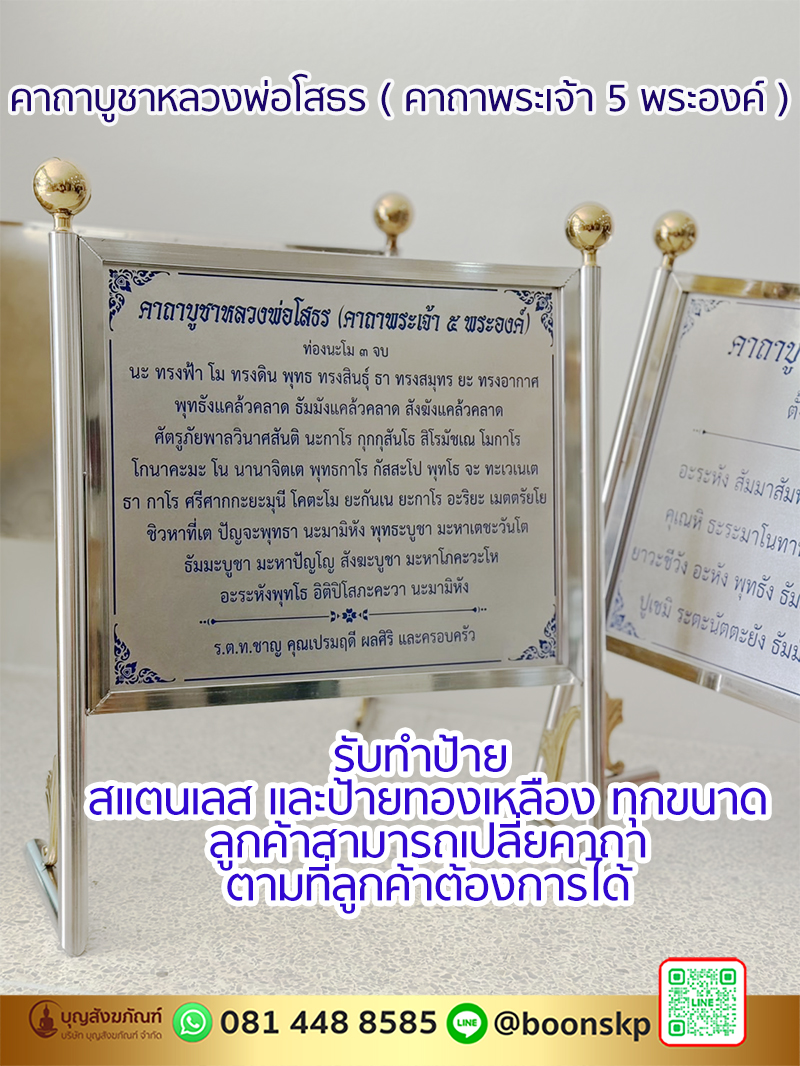 คาถาบูชาหลวงพ่อโสธร ( คาถาพระเจ้า 5 พระองค์ )
คาถาบูชาหลวงพ่อโสธร (คาถาพระเจ้า ๕ พระองค์)
ท่องนะโม ๓ จบ
นะ ทรงฟ้า โม ทรงดิน พุทธ ทรงสินธุ์ ธา ทรงสมุทร ยะ ทรงอากาศ
พุทธังแคล้วคลาด ธัมมังแคล้วคลาด สังฆังแคล้วคลาด
ศัตรูภัยพาลวินาศสันติ นะกาโร กุกกุสันโธ สิโรมัชเณ โมกาโร
โกนาคะมะ โน นานาจิตเต พุทธกาโร กัสสะโป พุทโธ จะ ทะเวเนเต
ธา กาโร ศรีศากกะยะมุนี โคตะโม ยะกันเน ยะกาโร อะริยะ เมตตรัยโย
ชิวหาที่เต ปัญจะพุทธา นะมามิหัง พุทธะบูชา มะหาเตชะวันโต
ธัมมะบูชา มะหาปัญโญ สังฆะบูชา มะหาโภคะวะโห
อะระหังพุทโธ อิติปิโสภะคะวา นะมามิหัง
ร.ต.ท.ชาญ คุณเปรมฤดี ผลศิริ และครอบครัว
คาถาบู
ตั้
อะระหัง สัมมาสัมพ
คุเณหิ ธะระมาโนทา
ยาวะชีวัง อะหัง พุทธัง ธัม
ปูเชมิ ระตะนัตตะยัง ธัมม
รับทำป้าย
สแตนเลส และป้ายทองเหลือง ทุกขนาด
ลูกค้าสามารถเปลี่ยคาถา
ตามที่ลูกค้าต้องการได้
บุญสังฆภัณฑ์
บริษัท บุญสังฆภัณฑ์ จำกัด
081 448 8585
LINE
@boonskp
LINE